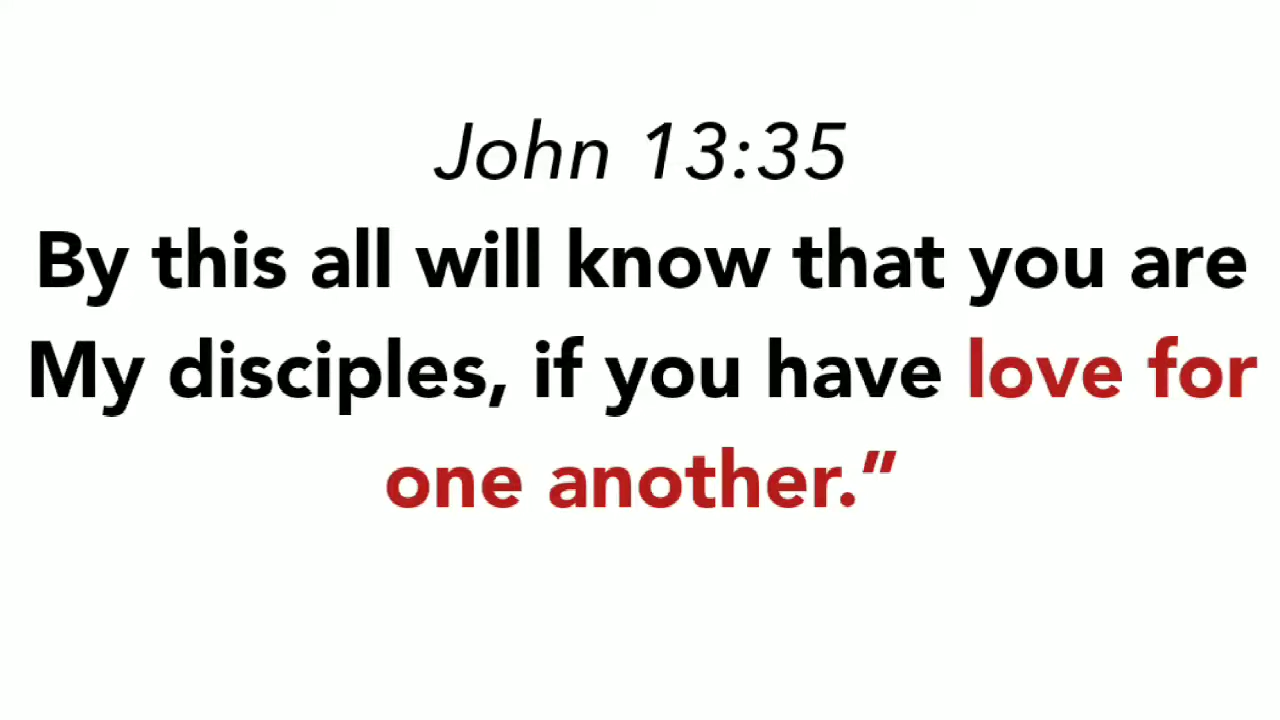 John 13:35
By this all will know that you are
My disciples, if you have love for
one another.”